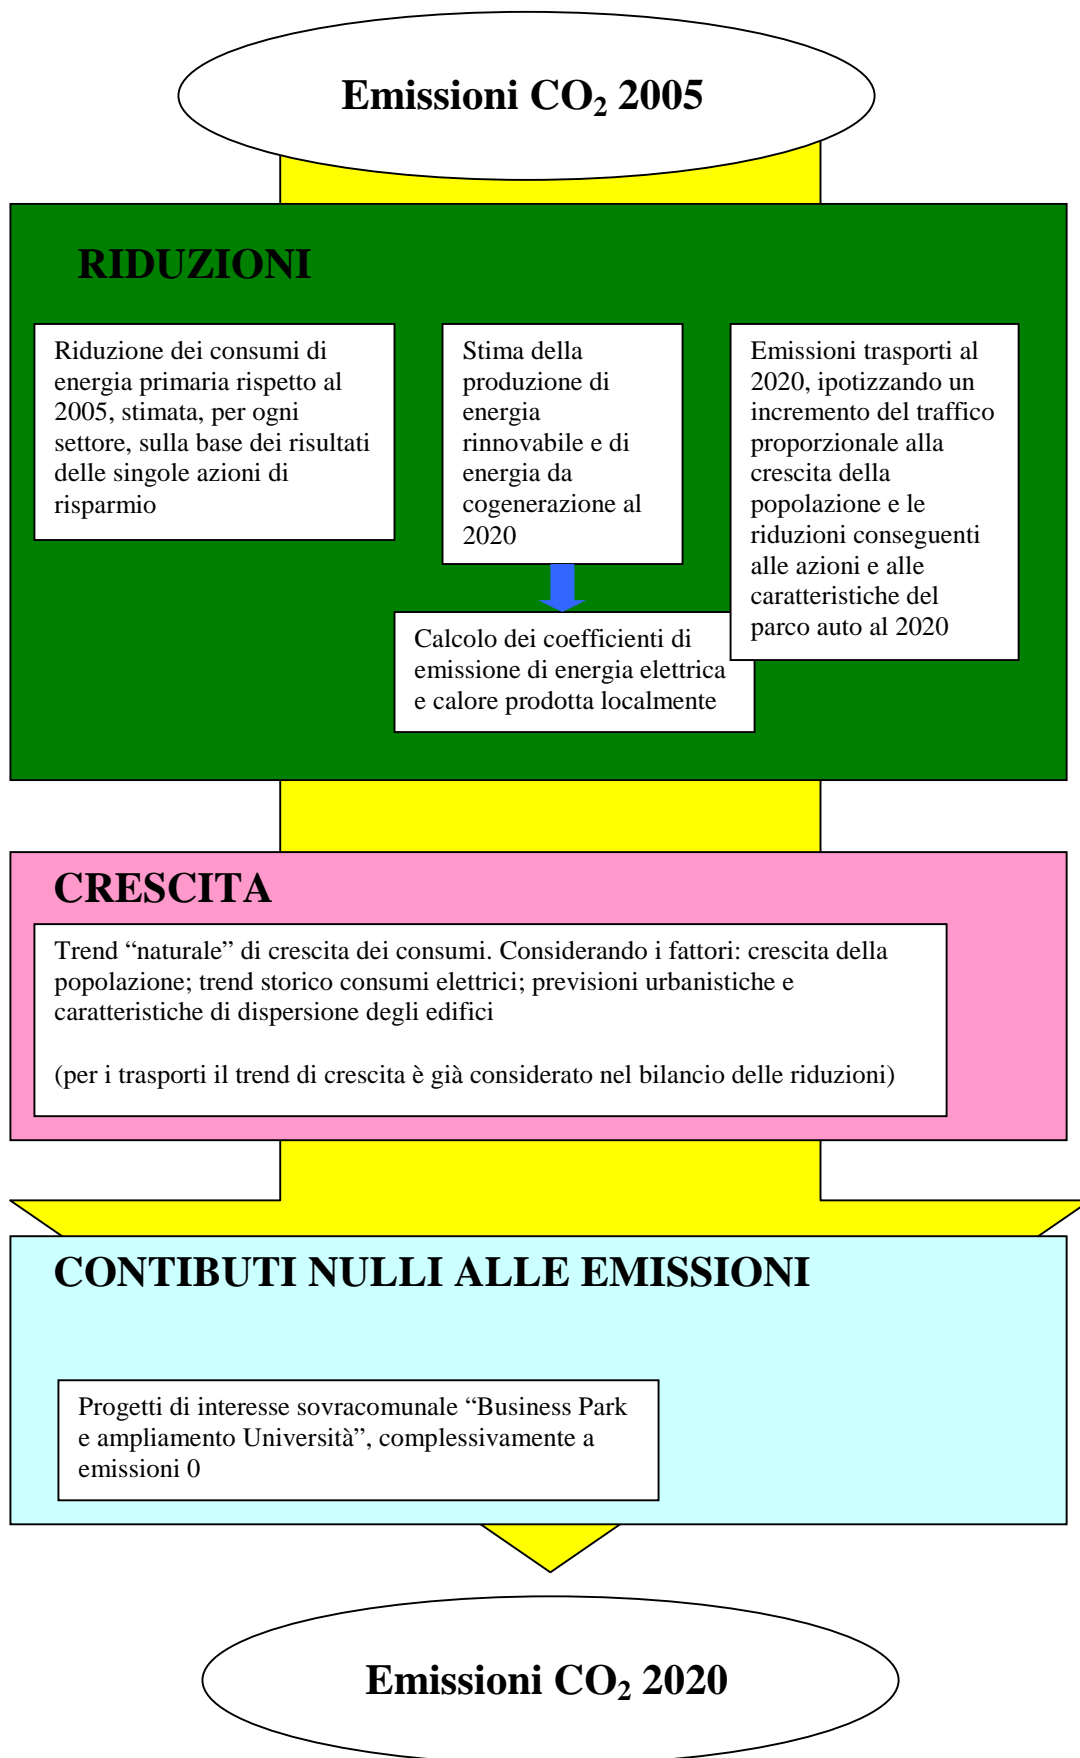 Emissioni CO₂ 2005
RIDUZIONI
Riduzione dei consumi di
energia primaria rispetto al
2005, stimata, per ogni
settore, sulla base dei risultati
delle singole azioni di
risparmio
Stima della
produzione di
energia
rinnovabile e di
energia da
cogenerazione al
2020
Emissioni trasporti al
2020, ipotizzando un
incremento del traffico
proporzionale alla
crescita della
popolazione e le
riduzioni conseguenti
alle azioni e alle
caratteristiche del
parco auto al 2020
Calcolo dei coefficienti di
emissione di energia elettrica
e calore prodotta localmente
CRESCITA
Trend “naturale” di crescita dei consumi. Considerando i fattori: crescita della
popolazione; trend storico consumi elettrici; previsioni urbanistiche e
caratteristiche di dispersione degli edifici
(per i trasporti il trend di crescita è già considerato nel bilancio delle riduzioni)
CONTIBUTI NULLI ALLE EMISSIONI
Progetti di interesse sovracomunale “Business Park
e ampliamento Università”, complessivamente a
emissioni 0
Emissioni CO₂ 2020